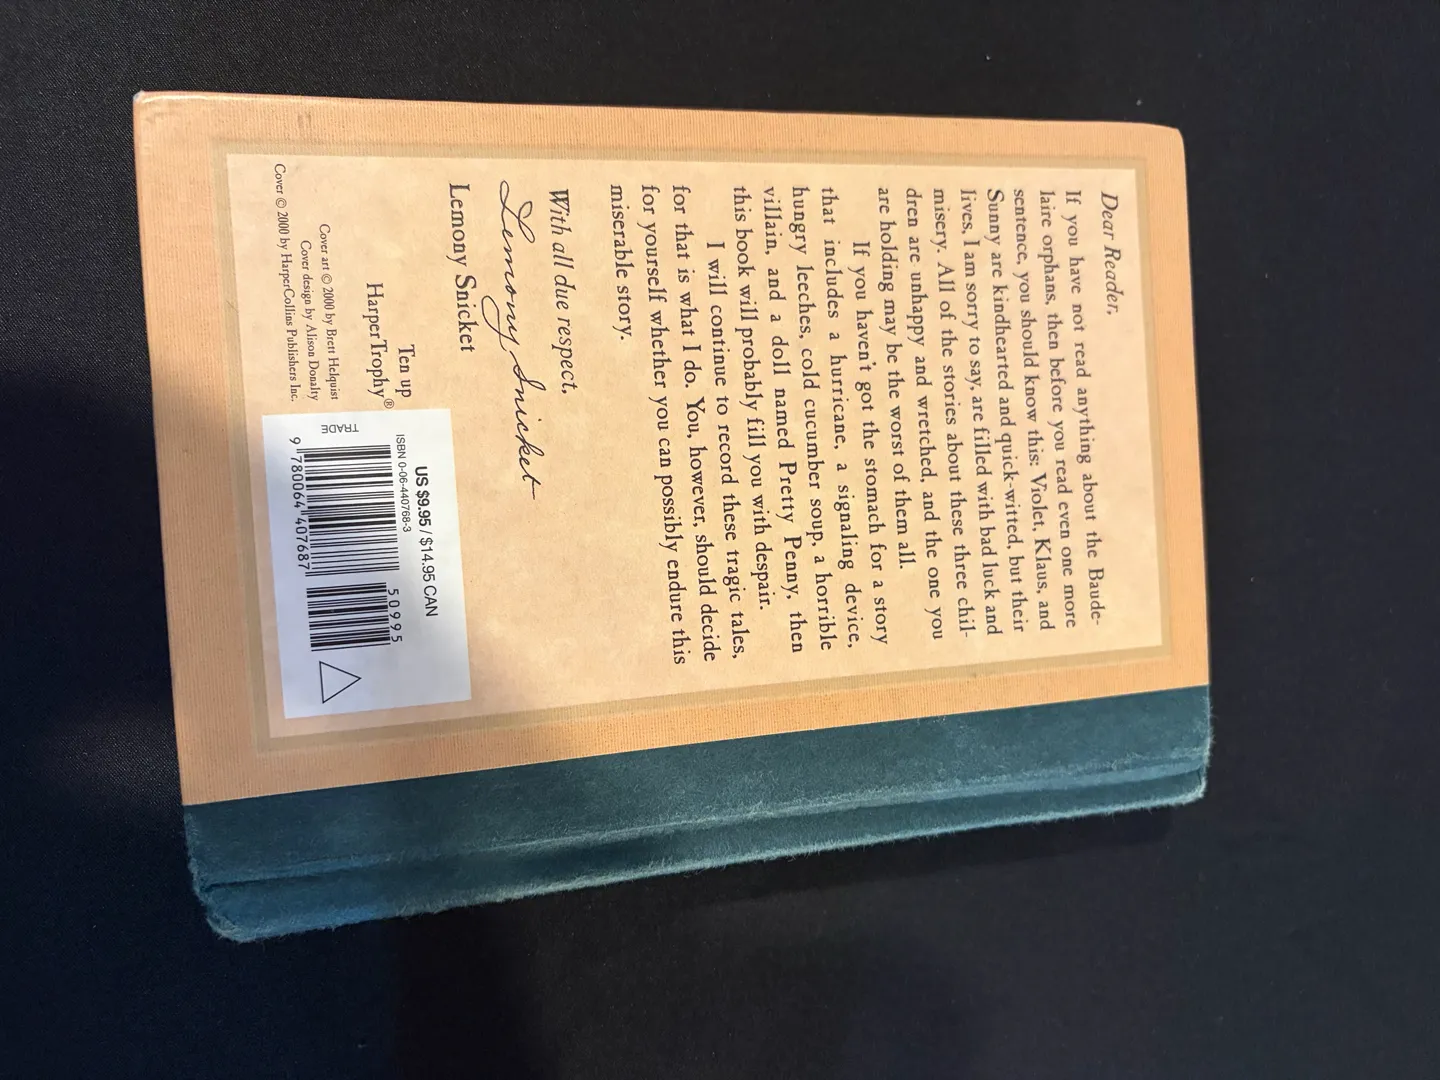 Dear Reader,
If you have not read anything about the Baude-
laire orphans, then before you read even one more
sentence, you should know this: Violet, Klaus, and
Sunny are kindhearted and quick-witted, but their
lives, I am sorry to say, are filled with bad luck and
misery. All of the stories about these three chil-
dren are unhappy and wretched, and the one you
are holding may be the worst of them all.
If you haven't got the stomach for a story
that includes a hurricane, a signaling device,
hungry leeches, cold cucumber soup, a horrible
villain, and a doll named Pretty Penny, then
this book will probably fill you with despair.
I will continue to record these tragic tales,
for that is what I do. You, however, should decide
for yourself whether you can possibly endure this
miserable story.
With all due respect,
Lemony Snicket
Lemony Snicket
Ten up
HarperTrophy®
Cover art © 2000 by Brett Helquist
Cover design by Alison Donalty
Cover © 2000 by HarperCollins Publishers Inc.
US $9.95 / $14.95 CAN
ISBN 0-06-440768-3
50995
TRADE
9 780064 407687